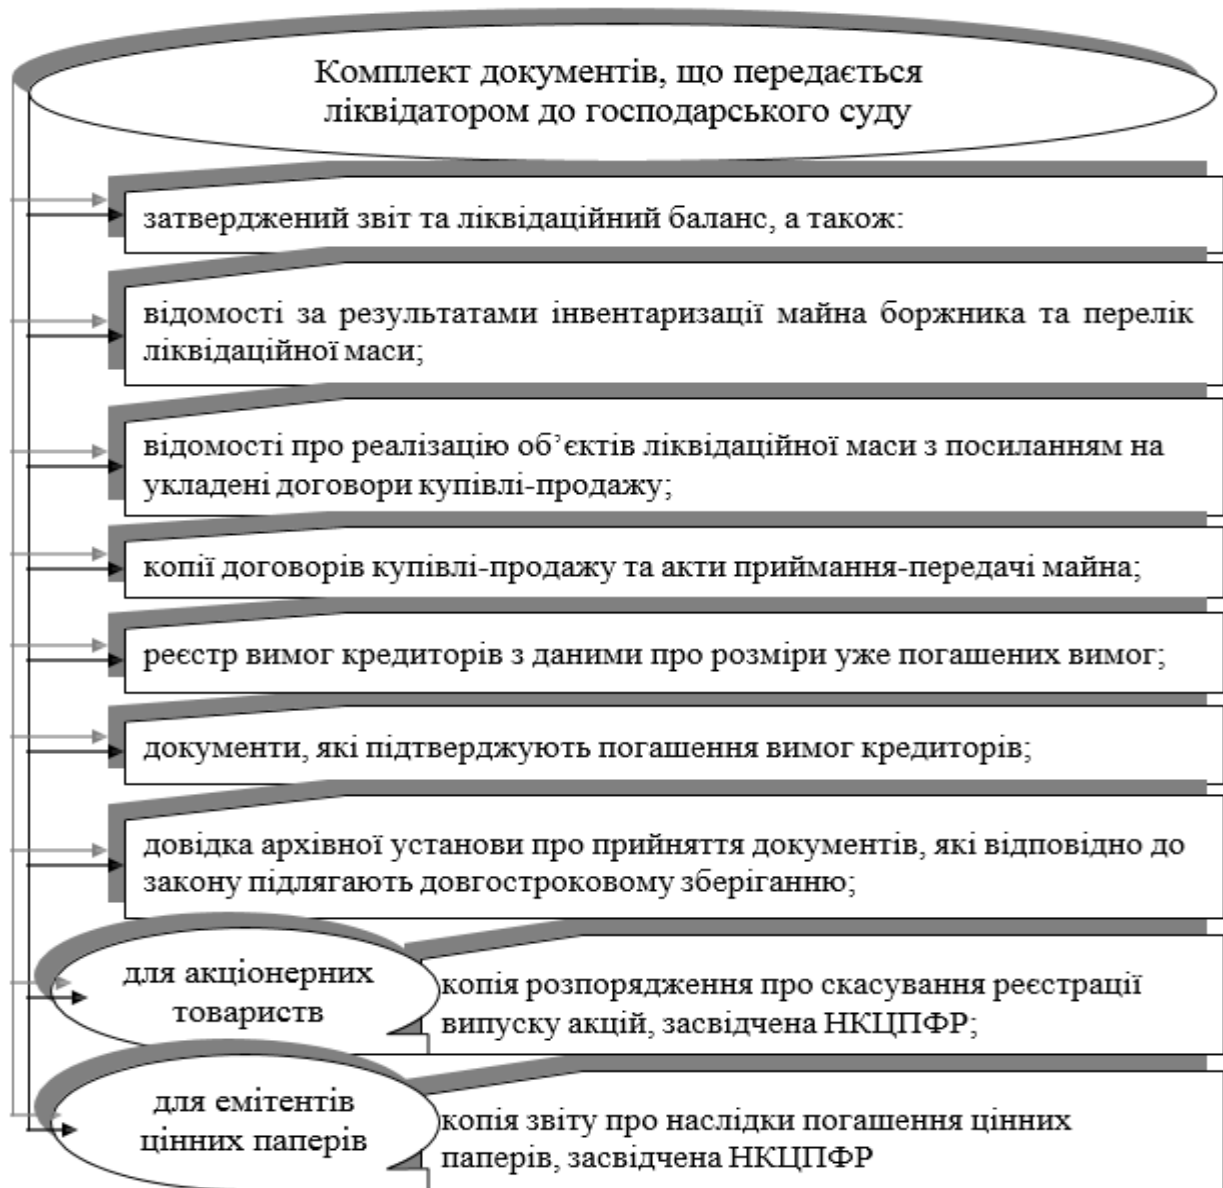 Комплект документів, що передається
ліквідатором до господарського суду
затверджений звіт та ліквідаційний баланс, а також:
відомості за результатами інвентаризації майна боржника та перелік
ліквідаційної маси;
відомості про реалізацію об’єктів ліквідаційної маси з посиланням на
укладені договори купівлі-продажу;
копії договорів купівлі-продажу та акти приймання-передачі майна;
реєстр вимог кредиторів з даними про розміри уже погашених вимог;
документи, які підтверджують погашення вимог кредиторів;
довідка архівної установи про прийняття документів, які відповідно до
закону підлягають довгостроковому зберіганню;
для акціонерних
товариств
копія розпорядження про скасування реєстрації
випуску акцій, засвідчена НКЦПФР;
для емітентів
цінних паперів
копія звіту про наслідки погашення цінних
паперів, засвідчена НКЦПФР